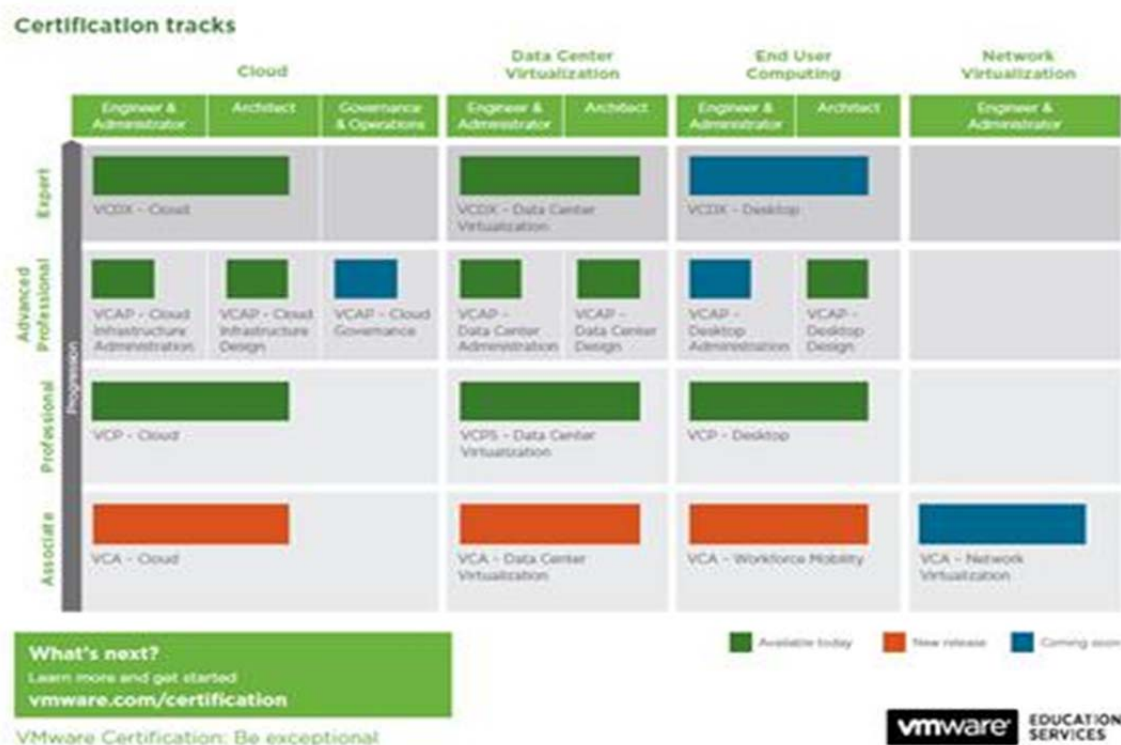 Certification tracks
Cloud
Data Center
Virtualization
End User
Computing
Network
Virtualization
Engineer &
Administrator
Architect
Governance
& Operations
Engineer &
Administrator
Architect
Engineer &
Administrator
Architect
Engineer &
Administrator
Progression
Expert
VCDX - Cloud
VCDX - Data Center
Virtualization
VCDX - Desktop
Advanced
Professional
VCAP - Cloud
Infrastructure
Administration
VCAP - Cloud
Infrastructure
Design
VCAP - Cloud
Governance
VCAP -
Data Center
Administration
VCAP -
Data Center
Design
VCAP -
Desktop
Administration
VCAP -
Desktop
Design
Professional
VCP - Cloud
VCP5 - Data Center
Virtualization
VCP - Desktop
Associate
VCA - Cloud
VCA - Data Center
Virtualization
VCA - Workforce Mobility
VCA - Network
Virtualization
Available today
New release
Coming soon
What's next?
Learn more and get started
vmware.com/certification
VMware Certification: Be exceptional
vmware®
EDUCATION
SERVICES